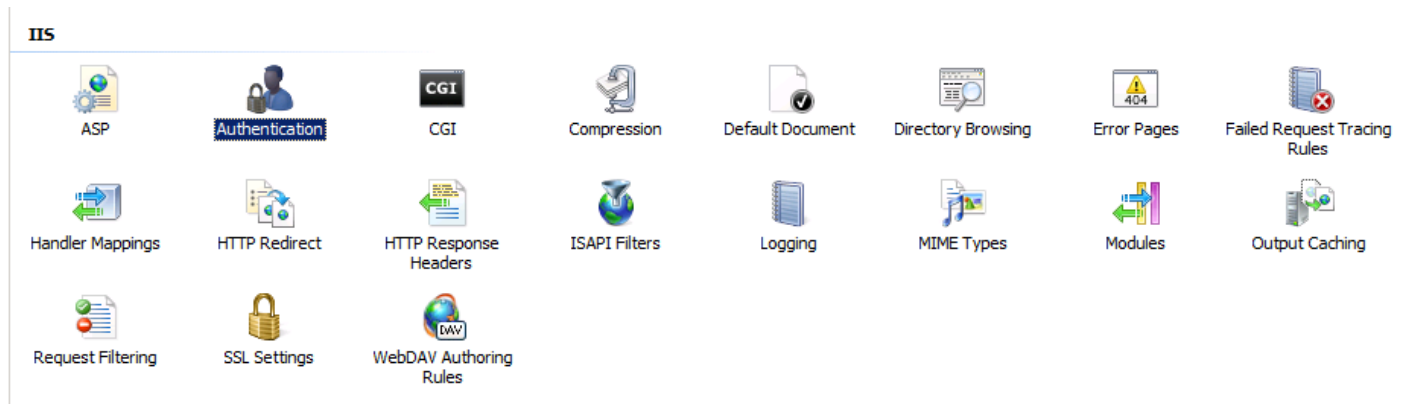 IIS
CGI
404
ASP
Authentication
CGI
Compression
Default Document
Directory Browsing
Error Pages
Failed Request Tracing
Rules
Handler Mappings
HTTP Redirect
HTTP Response
Headers
ISAPI Filters
Logging
MIME Types
Modules
Output Caching
DAV
Request Filtering
SSL Settings
WebDAV Authoring
Rules